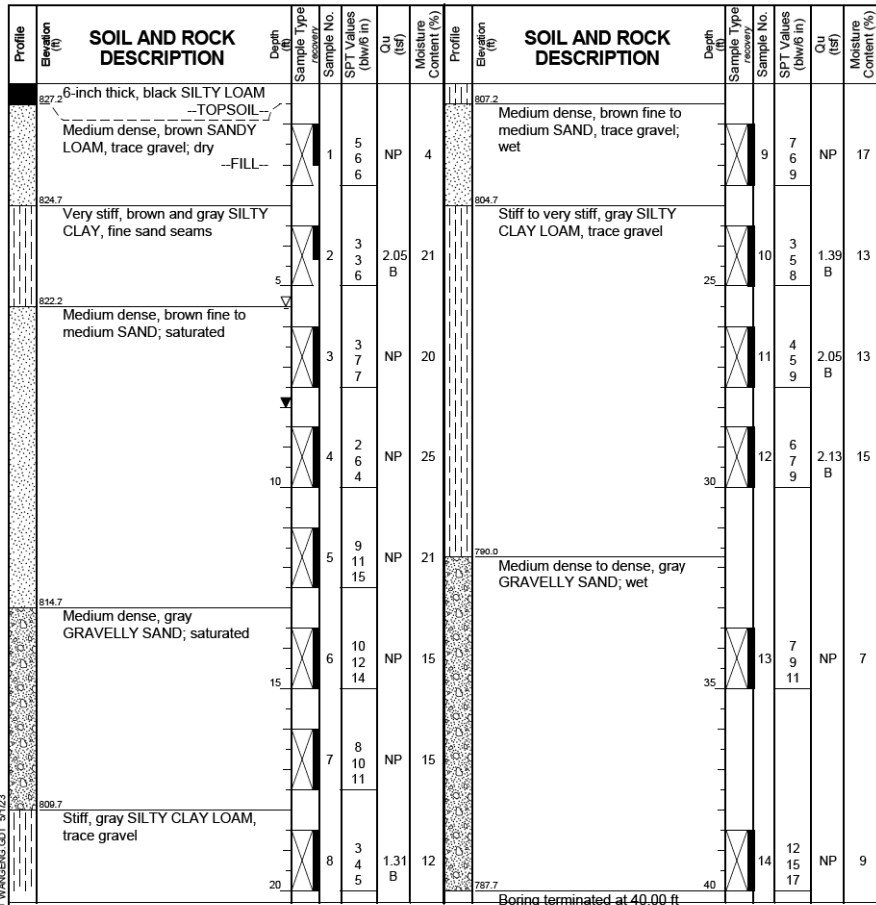 Profile
Elevation
(ft)
SOIL AND ROCK
DESCRIPTION
Depth
(ft)
Sample Type
recovery
Sample No.
SPT Values
(blw/6 in)
Qu
(tsf)
Moisture
Content (%)
6-inch thick, black SILTY LOAM
827.2
--TOPSOIL--
Medium dense, brown SANDY
LOAM, trace gravel; dry
--FILL--
1
5
6
6
NP
4
824.7
Very stiff, brown and gray SILTY
CLAY, fine sand seams
2
3
3
6
2.05
B
21
5
822.2
Medium dense, brown fine to
medium SAND; saturated
3
3
7
7
NP
20
4
2
6
4
NP
25
10
5
9
11
15
NP
21
814.7
Medium dense, gray
GRAVELLY SAND; saturated
6
10
12
14
NP
15
15
7
8
10
11
NP
15
809.7
Stiff, gray SILTY CLAY LOAM,
trace gravel
8
3
4
5
1.31
B
12
20
Profile
Elevation
(ft)
SOIL AND ROCK
DESCRIPTION
Depth
(ft)
Sample Type
recovery
Sample No.
SPT Values
(blw/6 in)
Qu
(tsf)
Moisture
Content (%)
807.2
Medium dense, brown fine to
medium SAND, trace gravel;
wet
9
7
6
9
NP
17
804.7
Stiff to very stiff, gray SILTY
CLAY LOAM, trace gravel
10
3
5
8
1.39
B
13
25
11
4
5
9
2.05
B
13
12
6
7
9
2.13
B
15
30
790.0
Medium dense to dense, gray
GRAVELLY SAND; wet
13
7
9
11
NP
7
35
14
12
15
17
NP
9
40
787.7
Boring terminated at 40.00 ft